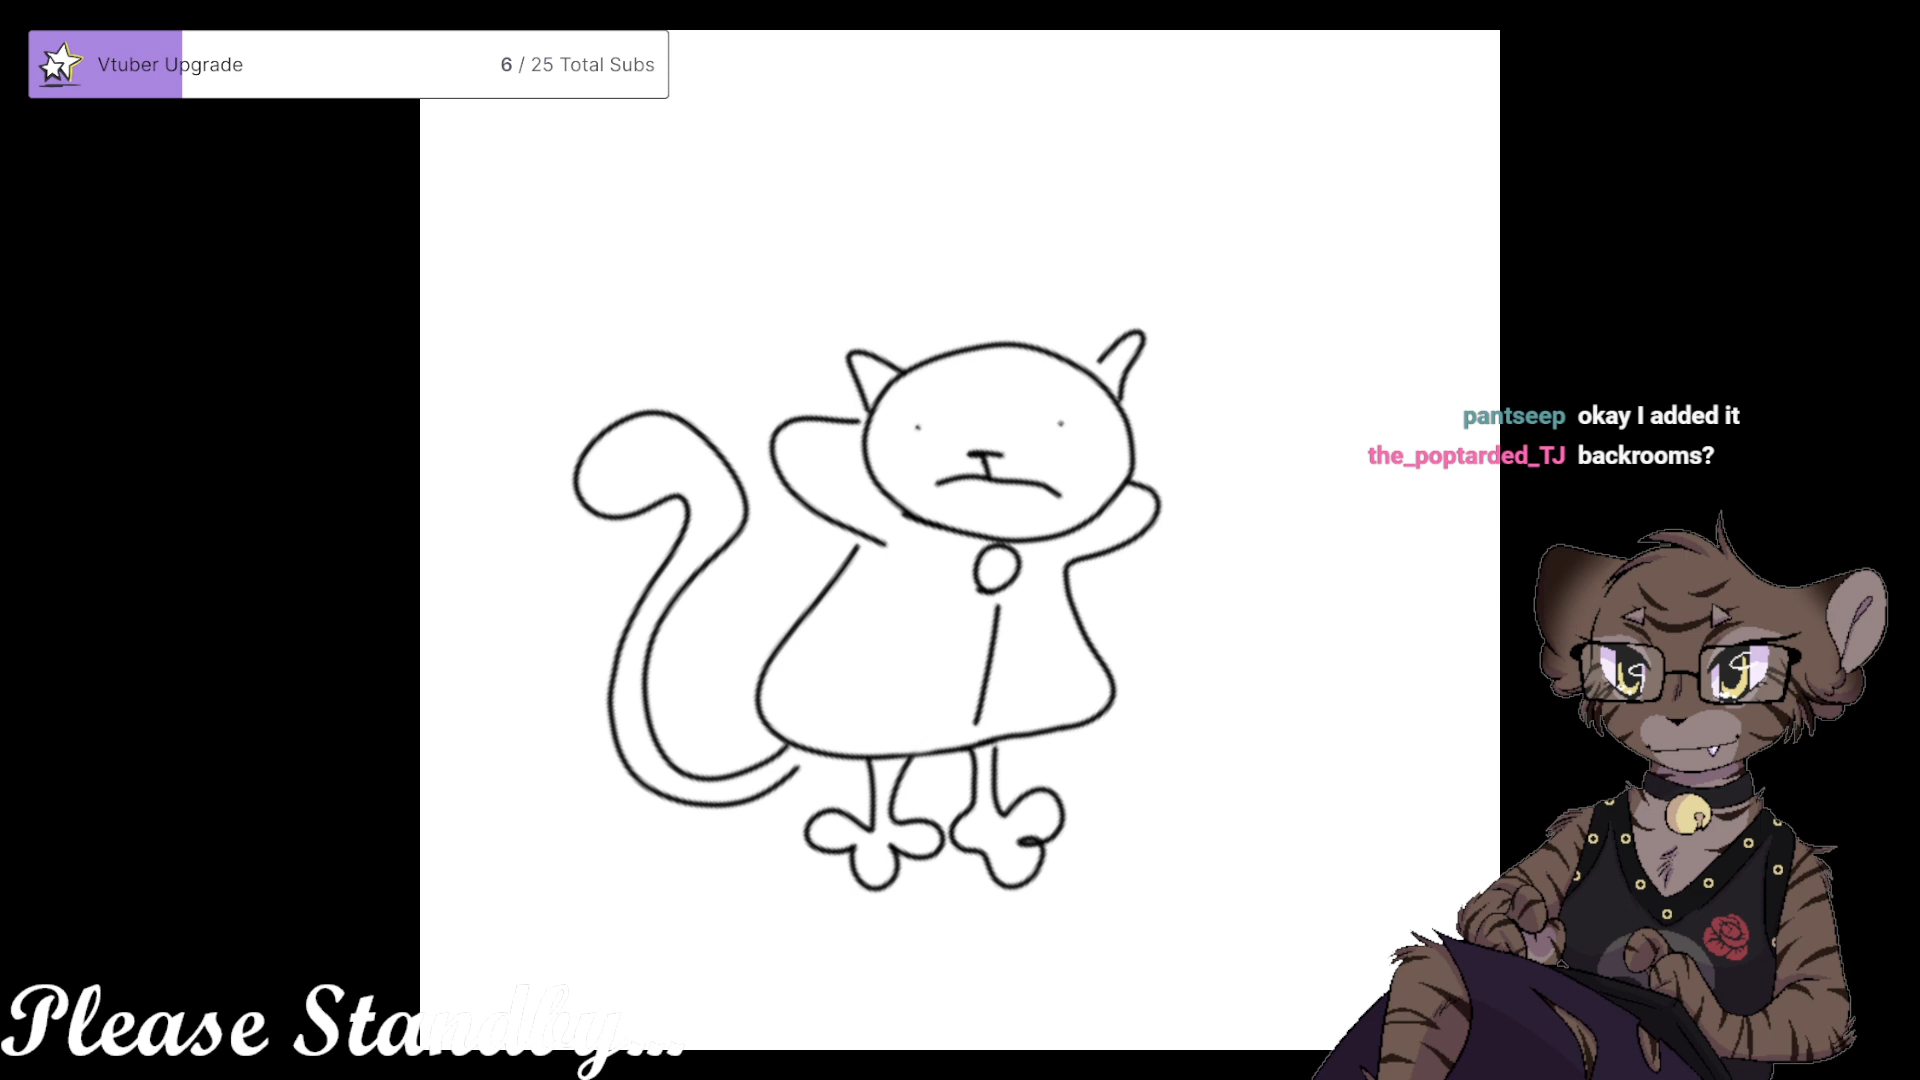 Vtuber Upgrade 6 / 25 Total Subs
pantseep okay I added it
the_poptarded_TJ backrooms?
Please Standby...